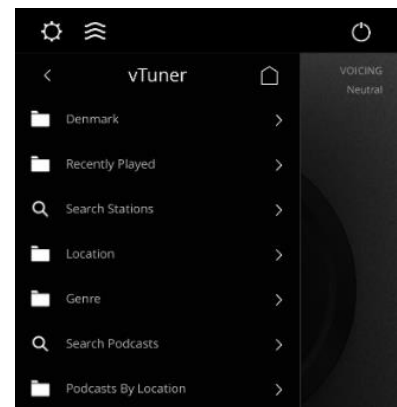 vTuner
VOICING
Neutral
Denmark
Recently Played
Search Stations
Location
Genre
Search Podcasts
Podcasts By Location